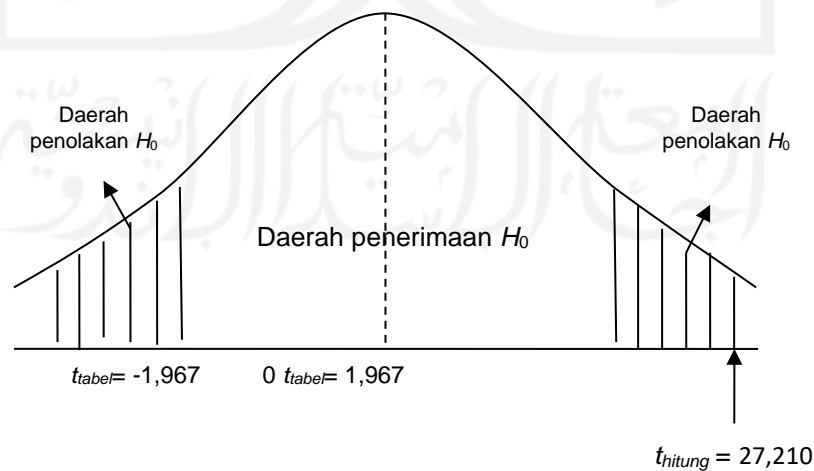 Daerah
penolakan H0
Daerah
penolakan H0
Daerah penerimaan H0
ttabel= -1,967
0 ttabel= 1,967
thitung = 27,210